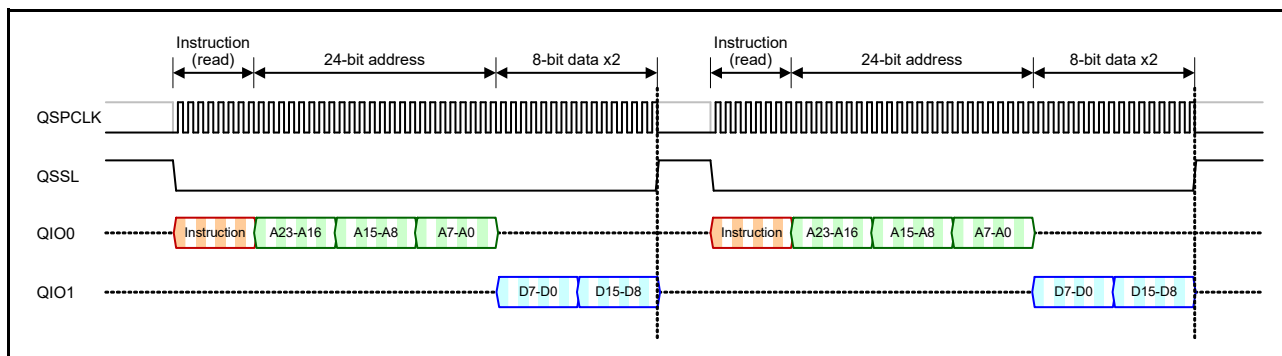 Instruction
(read)
24-bit address
8-bit data x2
Instruction
(read)
24-bit address
8-bit data x2
QSPCLK
QSSL
QIO0
Instruction
A23-A16
A15-A8
A7-A0
Instruction
A23-A16
A15-A8
A7-A0
QIO1
D7-D0
D15-D8
D7-D0
D15-D8